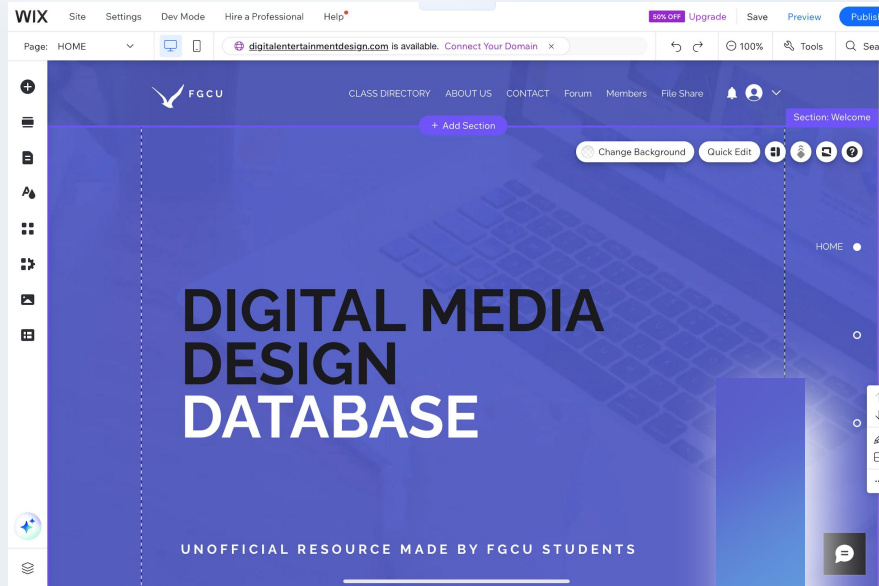 WIX Site Settings Dev Mode Hire a Professional Help 50% OFF Upgrade Save Preview
Page: HOME digitalentertainmentdesign.com is available. Connect Your Domain × 100% Tools
FGCU CLASS DIRECTORY ABOUT US CONTACT Forum Members File Share
Section: Welcome
+ Add Section
Change Background Quick Edit
HOME
DIGITAL MEDIA
DESIGN
DATABASE
UNOFFICIAL RESOURCE MADE BY FGCU STUDENTS